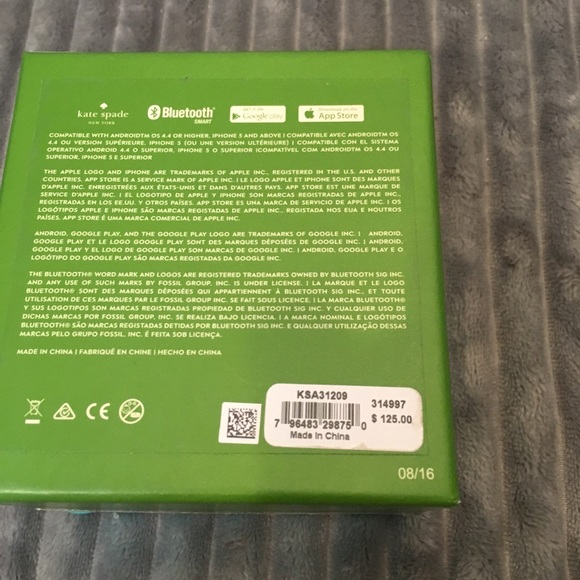 kate spade
NEW YORK
Bluetooth®
SMART
GET IT ON
Google play
Download on the
App Store
COMPATIBLE WITH ANDROIDTM OS 4.4 OR HIGHER, IPHONE 5 AND ABOVE | COMPATIBLE AVEC ANDROIDTM OS
4.4 OU VERSION SUPÉRIEURE, IPHONE 5 (OU UNE VERSION ULTÉRIEURE) | COMPATIBLE CON EL SISTEMA
OPERATIVO ANDROID 4.4 O SUPERIOR, IPHONE 5 O SUPERIOR |COMPATÍVEL COM ANDROIDTM OS 4.4 OU
SUPERIOR, IPHONE 5 E SUPERIOR
THE APPLE LOGO AND IPHONE ARE TRADEMARKS OF APPLE INC., REGISTERED IN THE U.S. AND OTHER
COUNTRIES. APP STORE IS A SERVICE MARK OF APPLE INC. | LE LOGO APPLE ET IPHONE SONT DES MARQUES
D'APPLE INC. ENREGISTRÉES AUX ÉTATS-UNIS ET DANS D'AUTRES PAYS. APP STORE EST UNE MARQUE DE
SERVICE D'APPLE INC. | EL LOGOTIPO DE APPLE Y IPHONE SON MARCAS REGISTRADAS DE APPLE INC.,
REGISTRADAS EN LOS EE.UU. Y OTROS PAÍSES. APP STORE ES UNA MARCA DE SERVICIO DE APPLE INC. | OS
LOGÓTIPOS APPLE E IPHONE SÃO MARCAS REGISTADAS DE APPLE INC., REGISTADA NOS EUA E NOUTROS
PAÍSES. APP STORE É UMA MARCA COMERCIAL DE APPLE INC.
ANDROID, GOOGLE PLAY, AND THE GOOGLE PLAY LOGO ARE TRADEMARKS OF GOOGLE INC. | ANDROID,
GOOGLE PLAY ET LE LOGO GOOGLE PLAY SONT DES MARQUES DÉPOSÉES DE GOOGLE INC. | ANDROID,
GOOGLE PLAY Y EL LOGO DE GOOGLE PLAY SON MARCAS DE GOOGLE INC. | ANDROID, GOOGLE PLAY E O
LOGÓTIPO DO GOOGLE PLAY SÃO MARCAS REGISTADAS DA GOOGLE INC.
THE BLUETOOTH® WORD MARK AND LOGOS ARE REGISTERED TRADEMARKS OWNED BY BLUETOOTH SIG INC.
AND ANY USE OF SUCH MARKS BY FOSSIL GROUP, INC. IS UNDER LICENSE. | LA MARQUE ET LE LOGO
BLUETOOTH® SONT DES MARQUES DÉPOSÉES QUI APPARTIENNENT À BLUETOOTH SIG INC., ET TOUTE
UTILISATION DE CES MARQUES PAR LE FOSSIL GROUP INC. SE FAIT SOUS LICENCE. | LA MARCA BLUETOOTH®
Y SUS LOGOTIPOS SON MARCAS REGISTRADAS PROPIEDAD DE BLUETOOTH SIG INC. Y CUALQUIER USO DE
DICHAS MARCAS POR FOSSIL GROUP, INC. SE REALIZA BAJO LICENCIA. | A MARCA NOMINAL E LOGÓTIPOS
BLUETOOTH® SÃO MARCAS REGISTADAS DETIDAS POR BLUETOOTH SIG INC. E QUALQUER UTILIZAÇÃO DESSAS
MARCAS PELO GRUPO FOSSIL, INC. É FEITA SOB LICENÇA.
MADE IN CHINA | FABRIQUÉ EN CHINE | HECHO EN CHINA
KSA31209
314997
7 96483 29875 0
$ 125.00
Made In China
CE
08/16